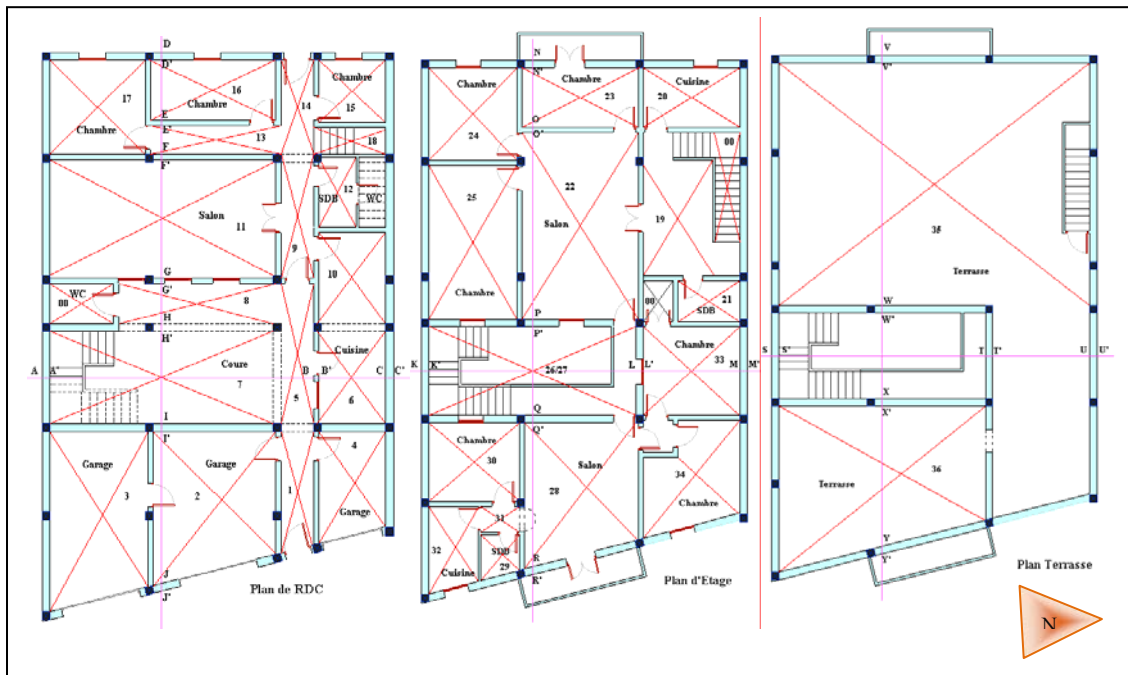 D
D'
17
16
Chambre
14
Chambre
15
Chambre
E
E'
F
13
18
F'
12
SDB
WC
Salon
11
9
10
G
G'
WC
00
8
H
H'
Coure
7
Cuisine
A
A'
B
B'
C
C'
5
6
I
J'
4
Garage
Garage
3
2
1
Garage
J
J'
Plan de RDC
N
N'
Chambre
Chambre
Cuisine
23
20
24
O
O'
00
25
22
19
Salon
Chambre
00
21
SDB
P
P'
Chambre
33
K
K'
26/27
L
L'
M
M'
Q
Q'
Chambre
30
Salon
28
34
Chambre
31
32
SDB
29
Cuisine
R
R'
Plan d'Etage
V
V'
35
Terrasse
W
W'
S
S'
T
T'
U
U'
X
X'
36
Terrasse
Y
Y'
Plan Terrasse
N